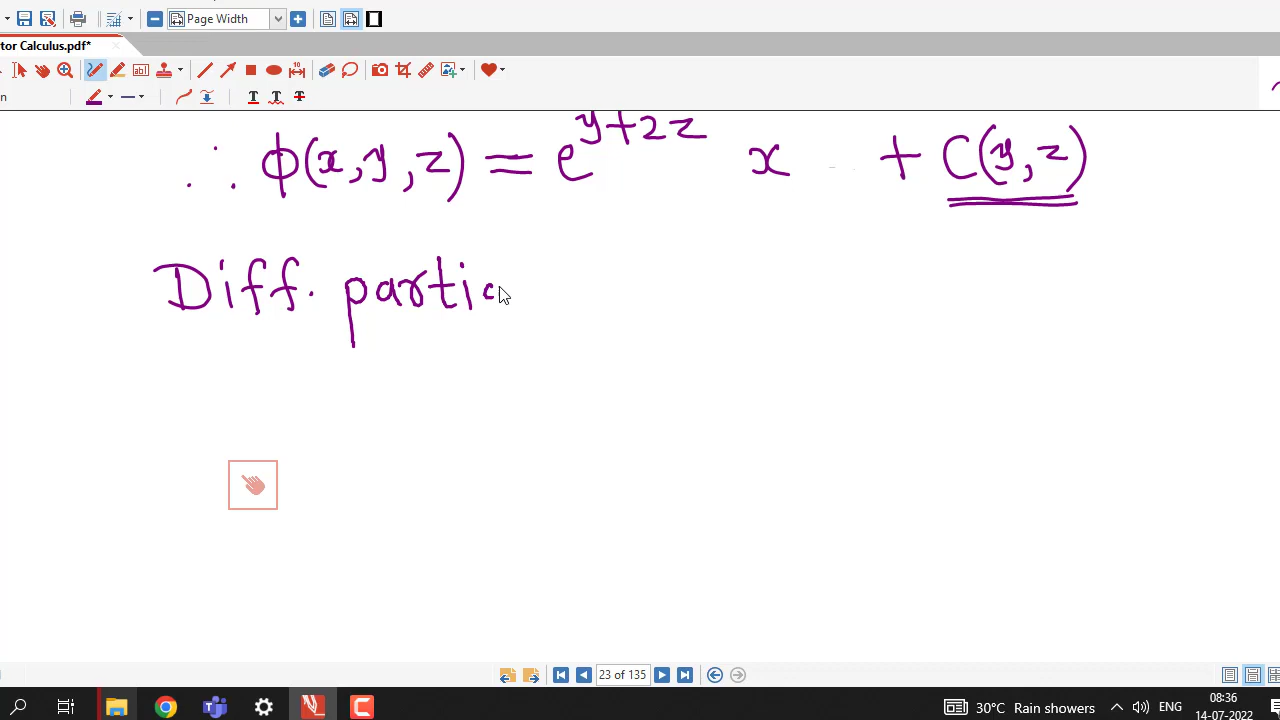 Page Width
tor Calculus.pdf*
n
∴ φ(x,y,z) = e^{y+2z} x + C(y,z)
Diff. partic
23 of 135
30°C Rain showers ENG 08:36
14-07-2022